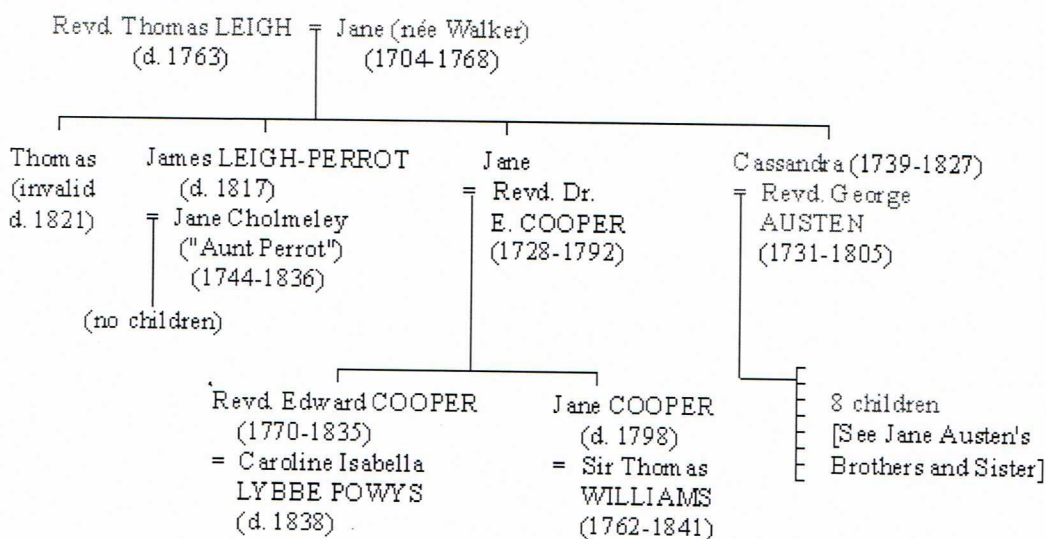 Revd. Thomas LEIGH = Jane (née Walker)
(d. 1763)
(1704-1768)
Thomas
(invalid
d. 1821)
James LEIGH-PERROT
(d. 1817)
= Jane Cholmeley
("Aunt Perrot")
(1744-1836)
(no children)
Jane
= Revd. Dr.
E. COOPER
(1728-1792)
Cassandra (1739-1827)
= Revd. George
AUSTEN
(1731-1805)
Revd. Edward COOPER
(1770-1835)
= Caroline Isabella
LYBBE POWYS
(d. 1838)
Jane COOPER
(d. 1798)
= Sir Thomas
WILLIAMS
(1762-1841)
8 children
[See Jane Austen's
Brothers and Sister]